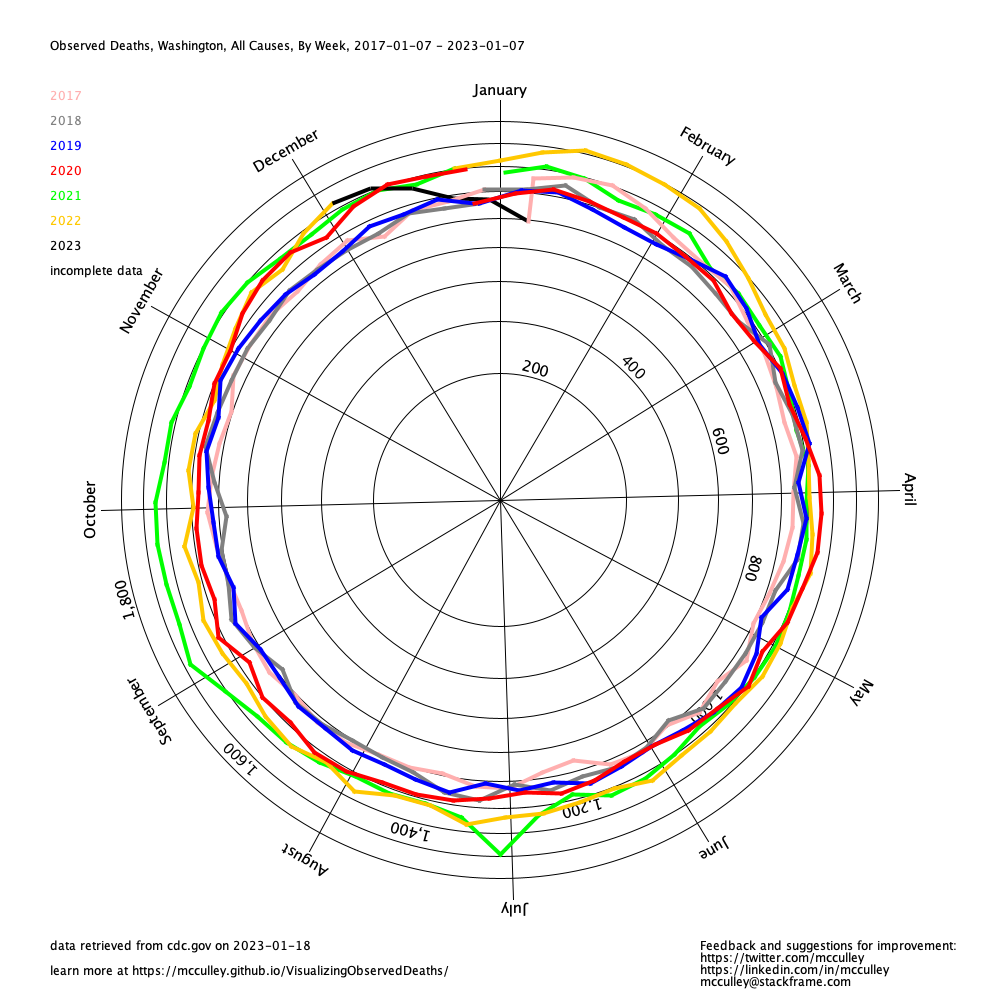 Observed Deaths, Washington, All Causes, By Week, 2017-01-07 - 2023-01-07
January
2017
2018
2019
2020
2021
2022
2023
incomplete data
February
March
April
May
June
July
August
September
October
November
December
200
400
600
800
1,000
1,200
1,400
1,600
1,800
data retrieved from cdc.gov on 2023-01-18
learn more at https://mcculley.github.io/VisualizingObservedDeaths/
Feedback and suggestions for improvement:
https://twitter.com/mcculley
https://linkedin.com/in/mcculley
mcculley@stackframe.com